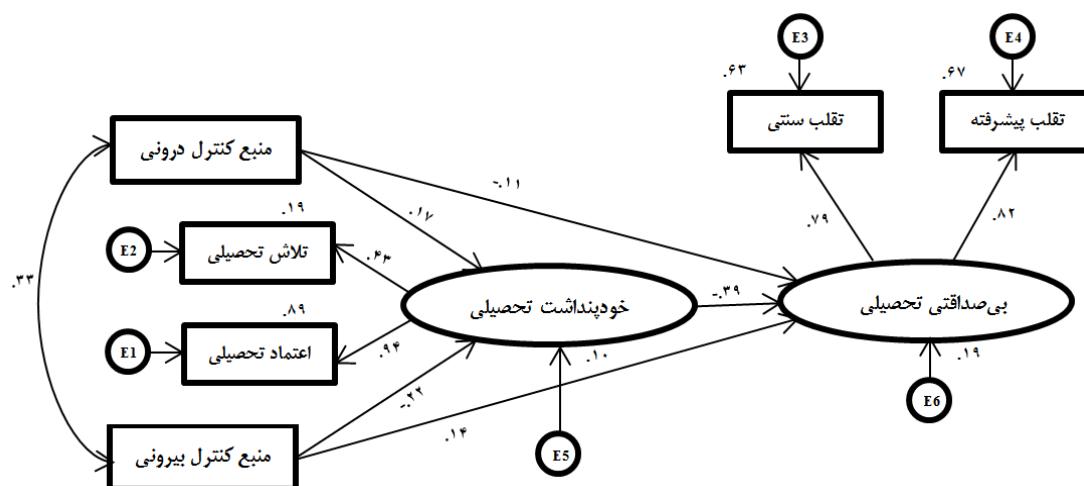 E3
E4
.۶۳
.۶۷
تقلب سنتی
تقلب پیشرفته
منبع کنترل درونی
-.۱۱
.۱۷
.۷۹
.۸۲
.۱۹
E2
تلاش تحصیلی
.۴۳
.۳۳
خودپنداشت تحصیلی
-.۳۹
بی‌صداقتی تحصیلی
.۸۹
E1
اعتماد تحصیلی
.۹۴
.۱۰
.۱۹
-.۲۲
.۱۴
E6
منبع کنترل بیرونی
E5